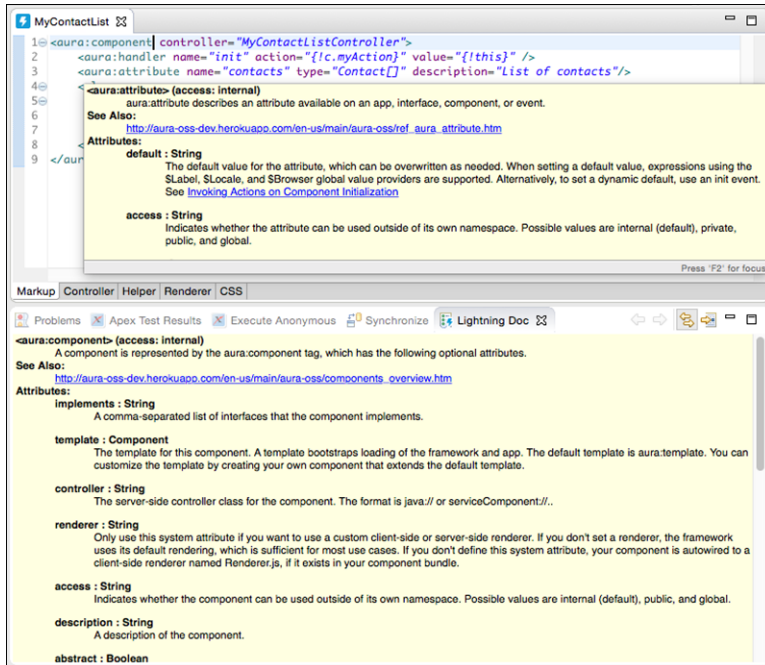 MyContactList
1 <aura:component controller="MyContactListController">
2 <aura:handler name="init" action="{!c.myAction}" value="{!this}" />
3 <aura:attribute name="contacts" type="Contact[]" description="List of contacts"/>
4 <
5
6
7
8 <
9 </aur
<aura:attribute> (access: internal)
aura:attribute describes an attribute available on an app, interface, component, or event.
See Also:
http://aura-oss-dev.herokuapp.com/en-us/main/aura-oss/ref_aura_attribute.htm
Attributes:
default : String
The default value for the attribute, which can be overwritten as needed. When setting a default value, expressions using the
$Label, $Locale, and $Browser global value providers are supported. Alternatively, to set a dynamic default, use an init event.
See Invoking Actions on Component Initialization
access : String
Indicates whether the attribute can be used outside of its own namespace. Possible values are internal (default), private,
public, and global.
Press 'F2' for focus
Markup Controller Helper Renderer CSS
Problems Apex Test Results Execute Anonymous Synchronize Lightning Doc
<aura:component> (access: internal)
A component is represented by the aura:component tag, which has the following optional attributes.
See Also:
http://aura-oss-dev.herokuapp.com/en-us/main/aura-oss/components_overview.htm
Attributes:
implements : String
A comma-separated list of interfaces that the component implements.
template : Component
The template for this component. A template bootstraps loading of the framework and app. The default template is aura:template. You can
customize the template by creating your own component that extends the default template.
controller : String
The server-side controller class for the component. The format is java:// or serviceComponent://..
renderer : String
Only use this system attribute if you want to use a custom client-side or server-side renderer. If you don't set a renderer, the framework
uses its default rendering, which is sufficient for most use cases. If you don't define this system attribute, your component is autowired to a
client-side renderer named Renderer.js, if it exists in your component bundle.
access : String
Indicates whether the component can be used outside of its own namespace. Possible values are internal (default), public, and global.
description : String
A description of the component.
abstract : Boolean